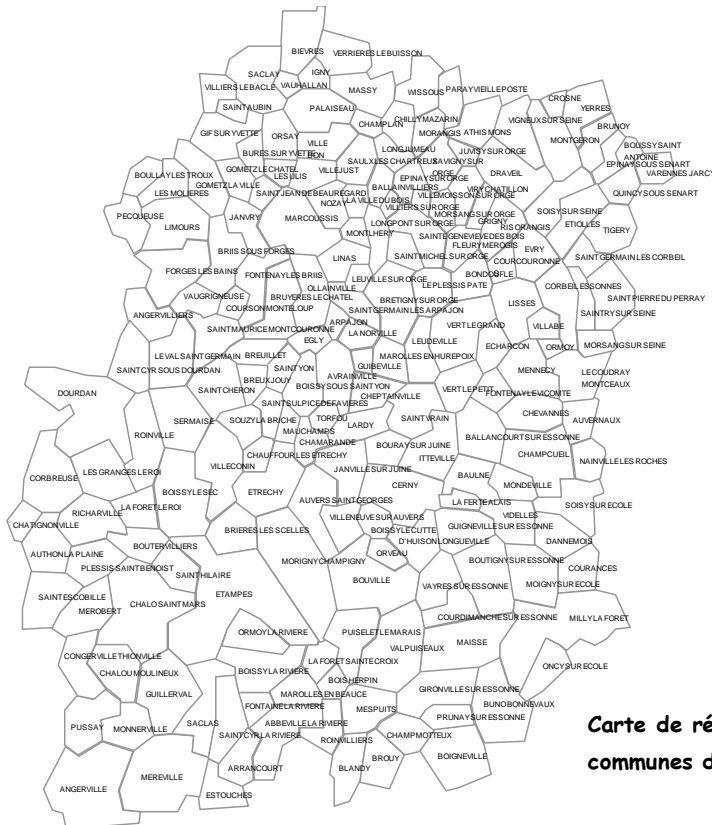 BIEVRES
VERRIERES LE BUISSON
SACLAY
IGNY
VILLIERS LE BACLE
VAUHALLAN
MASSY
WISSOUS
PARAY VIEILLE POSTE
CROSNE
SAINT AUBIN
PALAISEAU
YERRES
CHAMPLAN
CHILLY MAZARIN
VIGNEUX SUR SEINE
BRUNOY
GIF SUR YVETTE
ORSAY
MORANGIS
ATHIS MONS
MONTGERON
BOUSSY SAINT
ANTOINE
VILLE
BON
BURES SUR YVETTE
LONGJUMEAU
JUVISY SUR ORGE
SAULX LES CHARTREUX
SAVIGNY SUR
ORGE
EPINAY SOUS SENART
VARENNES JARCY
GOMETZ LE CHATEL
LES ULIS
VILLEJUST
BOULLAY LES TROUX
EPINAY SUR ORGE
DRAVEIL
GOMETZ LA VILLE
BALLAINVILLIERS
VIRY CHATILLON
QUINCY SOUS SENART
LES MOLIERES
SAINT JEAN DE BEAUREGARD
VILLEMOISSON SUR ORGE
NOZAY
LA VILLE DU BOIS
VILLIERS SUR ORGE
MORSANG SUR ORGE
PECQUEUSE
JANVRY
MARCOUSSIS
LONGPONT SUR ORGE
GRIGNY
RIS ORANGIS
SOISY SUR SEINE
ETIOLLES
LIMOURS
MONTLHERY
SAINTE GENEVIEVE DES BOIS
TIGERY
FLEURY MEROGIS
EVRY
BRIIS SOUS FORGES
LINAS
SAINT MICHEL SUR ORGE
COURCOURONNE
SAINT GERMAIN LES CORBEIL
FORGES LES BAINS
FONTENAY LES BRIIS
LEUVILLE SUR ORGE
BONDOUFLE
LE PLESSIS PATE
CORBEIL ESSONNES
OLLAINVILLE
VAUGRIGNEUSE
BRUYERES LE CHATEL
BRETIGNY SUR ORGE
LISSES
SAINT PIERRE DU PERRAY
COURSON MONTELOUP
SAINT GERMAIN LES ARPAJON
SAINTRY SUR SEINE
ANGERVILLIERS
ARPAJON
VERT LE GRAND
VILLABE
SAINT MAURICE MONTCOURONNE
LA NORVILLE
EGLY
LEUDEVILLE
ECHARCON
ORMOY
MORSANG SUR SEINE
LE VAL SAINT GERMAIN
BREUILLET
MAROLLES EN HUREPOIX
SAINT CYR SOUS DOURDAN
SAINT YON
GUIBEVILLE
MENNECY
LE COUDRAY
MONTCEAUX
AVRAINVILLE
BREUX JOUY
DOURDAN
SAINT CHERON
BOISSY SOUS SAINT YON
CHEPTAINVILLE
VERT LE PETIT
FONTENAY LE VICOMTE
SAINT SULPICE DE FAVIERES
SERMAISE
SOUZY LA BRICHE
TORFOU
SAINT VRAIN
CHEVANNES
AUVERNAUX
LARDY
MAUCHAMPS
ROINVILLE
CHAMARANDE
BALLANCOURT SUR ESSONNE
BOURAY SUR JUINE
CHAUFFOUR LES ETRECHY
ITTEVILLE
CHAMPCUEIL
VILLECONIN
JANVILLE SUR JUINE
NAINVILLE LES ROCHES
LES GRANGES LE ROI
BAULNE
CORBREUSE
ETRECHY
CERNY
MONDEVILLE
BOISSY LE SEC
AUVERS SAINT GEORGES
LA FERTE ALAIS
SOISY SUR ECOLE
LA FORET LE ROI
RICHARVILLE
VILLENEUVE SUR AUVERS
VIDELLES
CHATIGNONVILLE
BRIERES LES SCELLES
BOISSY LE CUTTE
GUIGNEVILLE SUR ESSONNE
D'HUISON LONGUEVILLE
DANNEMOIS
BOUTERVILLIERS
AUTHON LA PLAINE
ORVEAU
MORIGNY CHAMPIGNY
BOUTIGNY SUR ESSONNE
PLESSIS SAINT BENOIST
COURANCES
SAINT HILAIRE
BOUVILLE
VAYRES SUR ESSONNE
MOIGNY SUR ECOLE
SAINT ESCOBILLE
ETAMPES
CHALO SAINT MARS
MEROBERT
COURDIMANCHE SUR ESSONNE
MILLY LA FORET
ORMOY LA RIVIERE
PUISELET LE MARAIS
MAISSE
VALPUISEAUX
CONGERVILLE THIONVILLE
LA FORET SAINTE CROIX
ONCY SUR ECOLE
CHALOU MOULINEUX
BOISSY LA RIVIERE
BOIS HERPIN
GUILLERVAL
MAROLLES EN BEAUCE
GIRONVILLE SUR ESSONNE
FONTAINE LA RIVIERE
MESPUITS
BUNO BONNEVAUX
PRUNAY SUR ESSONNE
SACLAS
ABBEVILLE LA RIVIERE
PUSSAY
MONNERVILLE
SAINT CYR LA RIVIERE
ROINVILLIERS
CHAMPMOTTEUX
Carte de ré
BROUY
BOIGNEVILLE
communes d
ARRANCOURT
BLANDY
MEREVILLE
ANGERVILLE
ESTOUCHES